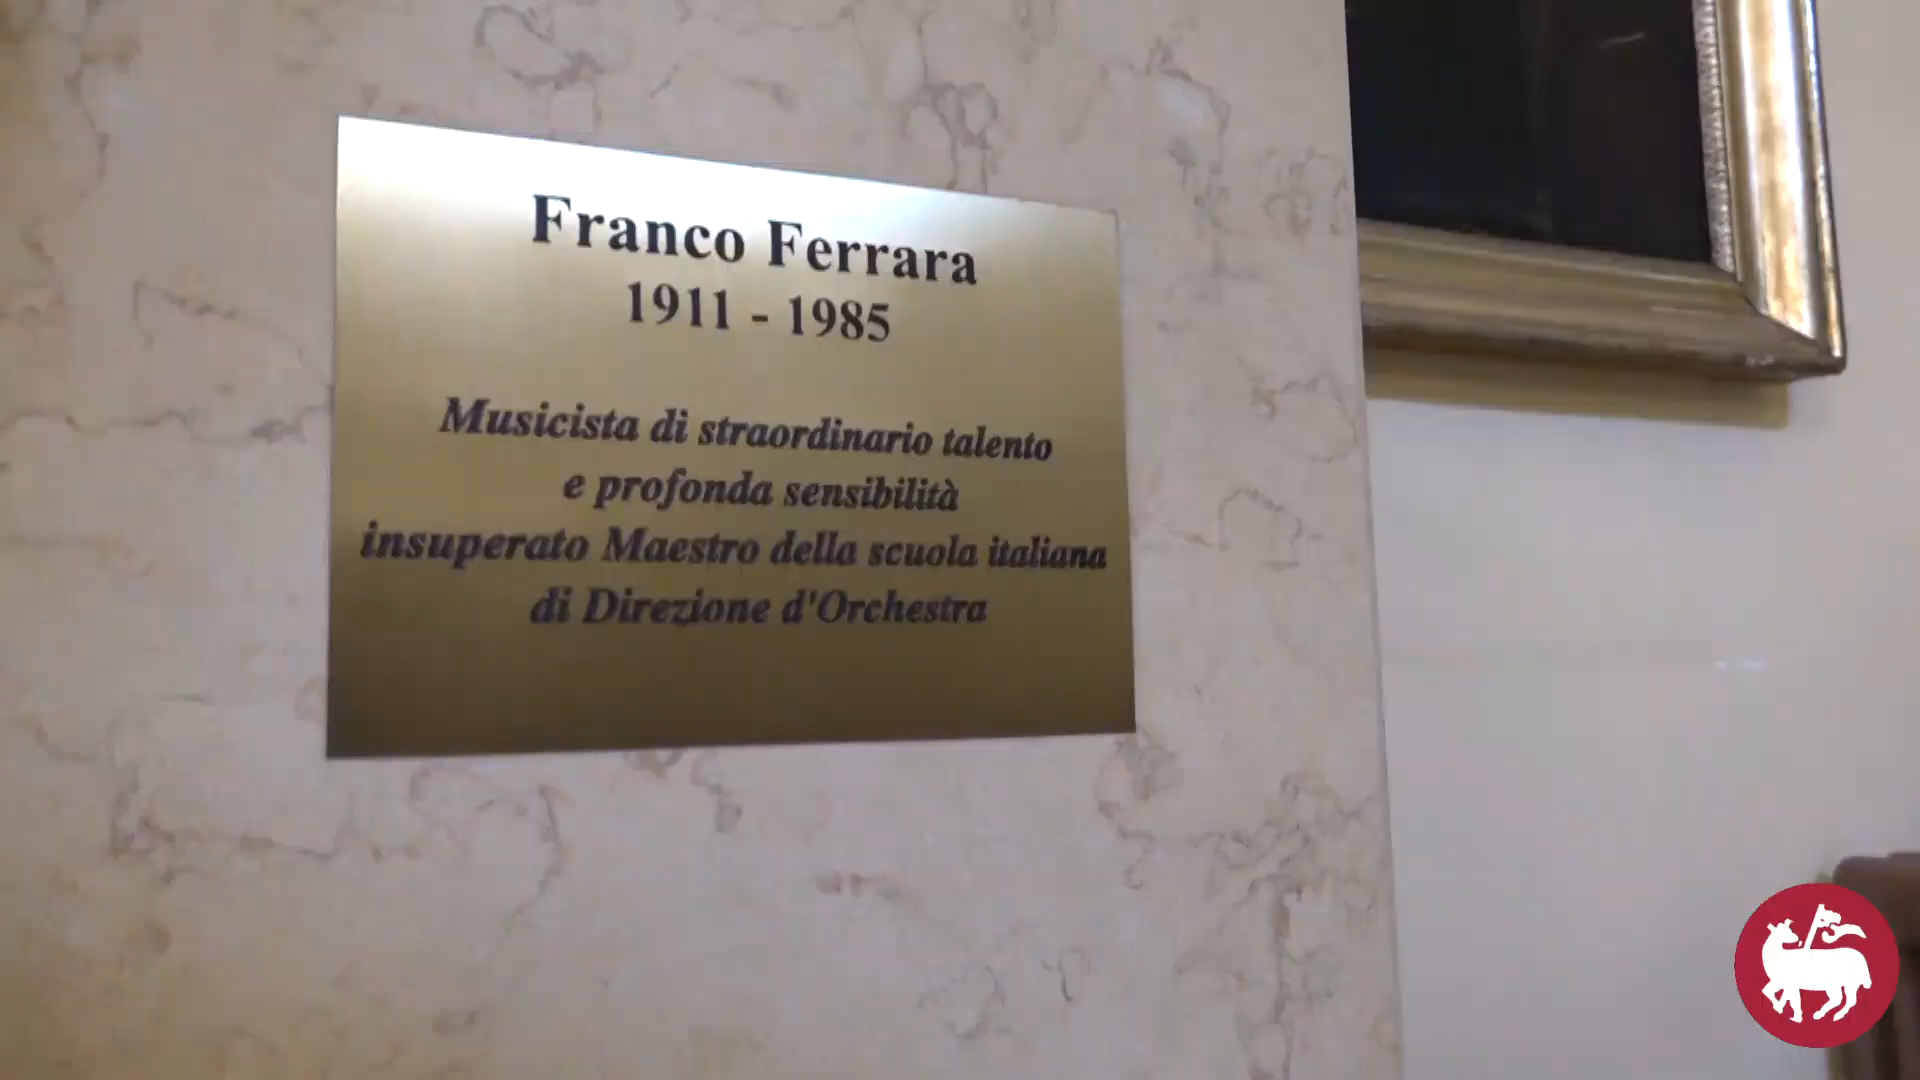 Franco Ferrara
1911 - 1985
Musicista di straordinario talento
e profonda sensibilità
insuperato Maestro della scuola italiana
di Direzione d'Orchestra